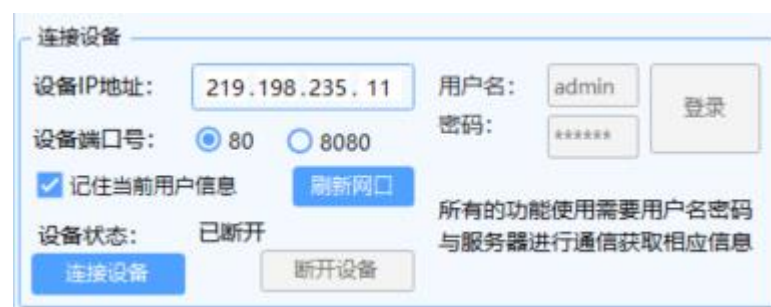 连接设备
设备IP地址: 219.198.235. 11
设备端口号: 80 8080
记住当前用户信息 刷新网口
设备状态: 已断开
连接设备 断开设备
用户名: admin
密码: ******
登录
所有的功能使用需要用户名密码
与服务器进行通信获取相应信息